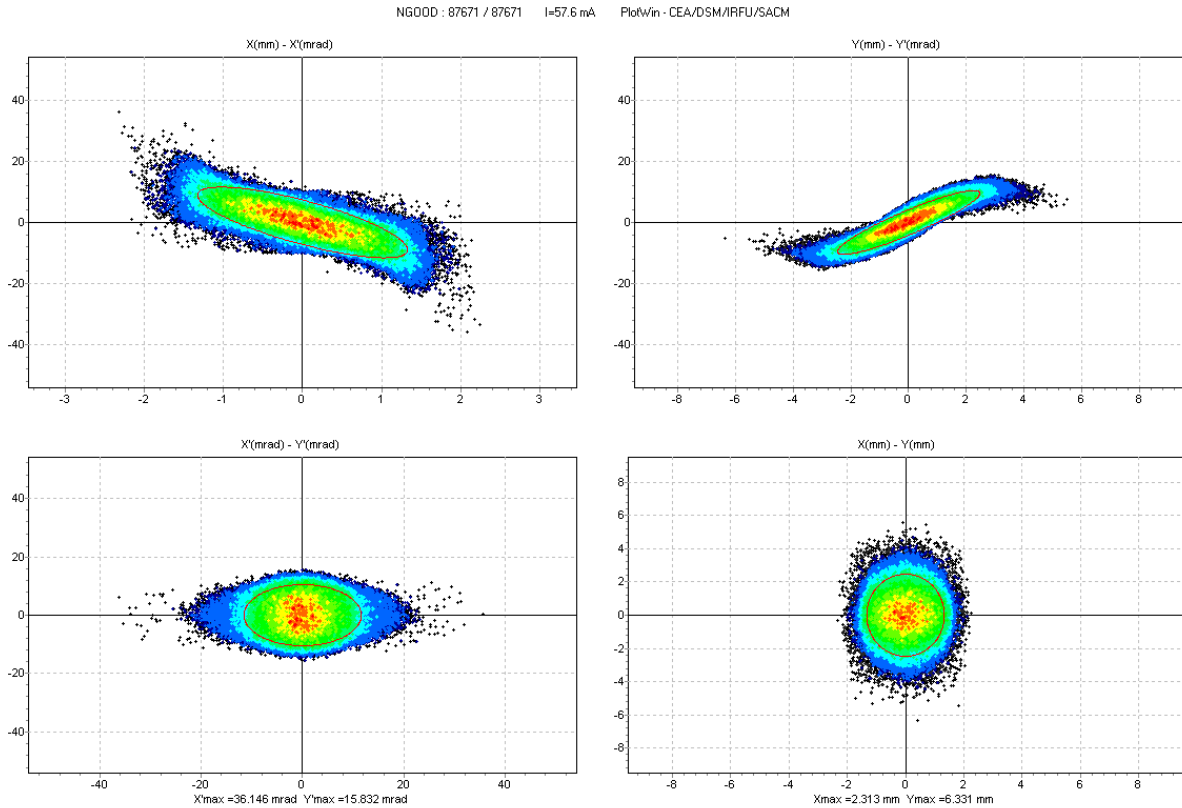 NGOOD : 87671 / 87671 I=57.6 mA PlotWin - CEA/DSM/IRFU/SACM
X(mm) - X'(mrad)
40
20
0
-20
-40
-3 -2 -1 0 1 2 3
Y(mm) - Y'(mrad)
40
20
0
-20
-40
-8 -6 -4 -2 0 2 4 6 8
X'(mrad) - Y'(mrad)
40
20
0
-20
-40
-40 -20 0 20 40
X'max =36.146 mrad Y'max =15.832 mrad
X(mm) - Y(mm)
8
6
4
2
0
-2
-4
-6
-8
-8 -6 -4 -2 0 2 4 6 8
Xmax =2.313 mm Ymax =6.331 mm